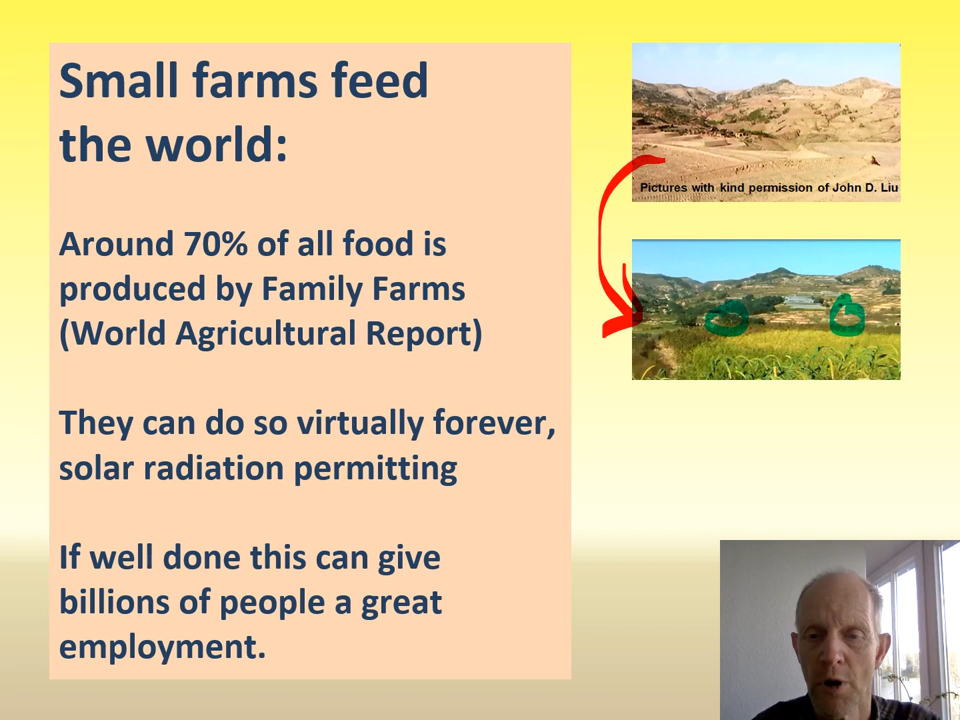 Small farms feed
the world:
Around 70% of all food is
produced by Family Farms
(World Agricultural Report)
They can do so virtually forever,
solar radiation permitting
If well done this can give
billions of people a great
employment.
Pictures with kind permission of John D. Liu